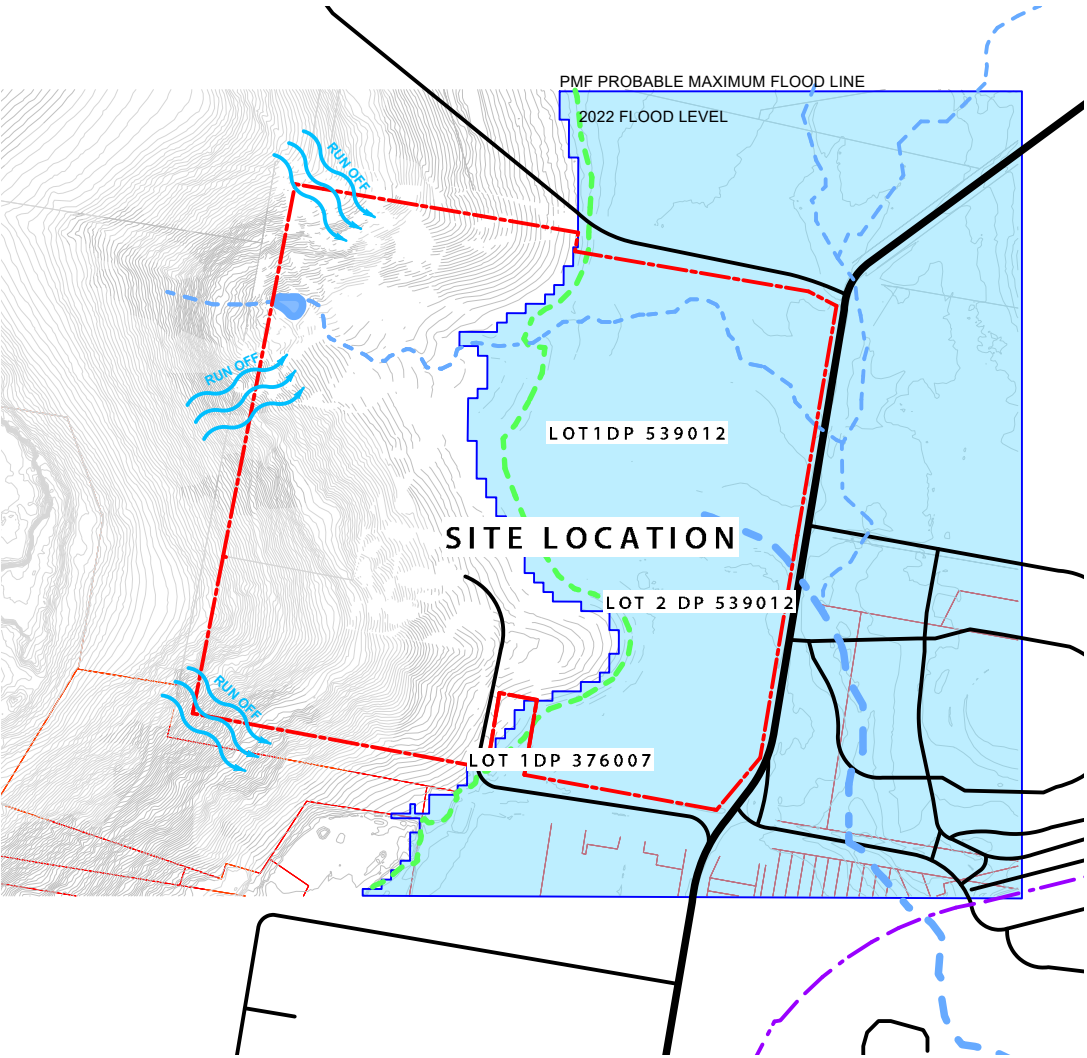 PMF PROBABLE MAXIMUM FLOOD LINE
2022 FLOOD LEVEL
RUN OFF
RUN OFF
LOT1DP 539012
SITE LOCATION
LOT 2 DP 539012
RUN OFF
LOT 1DP 376007